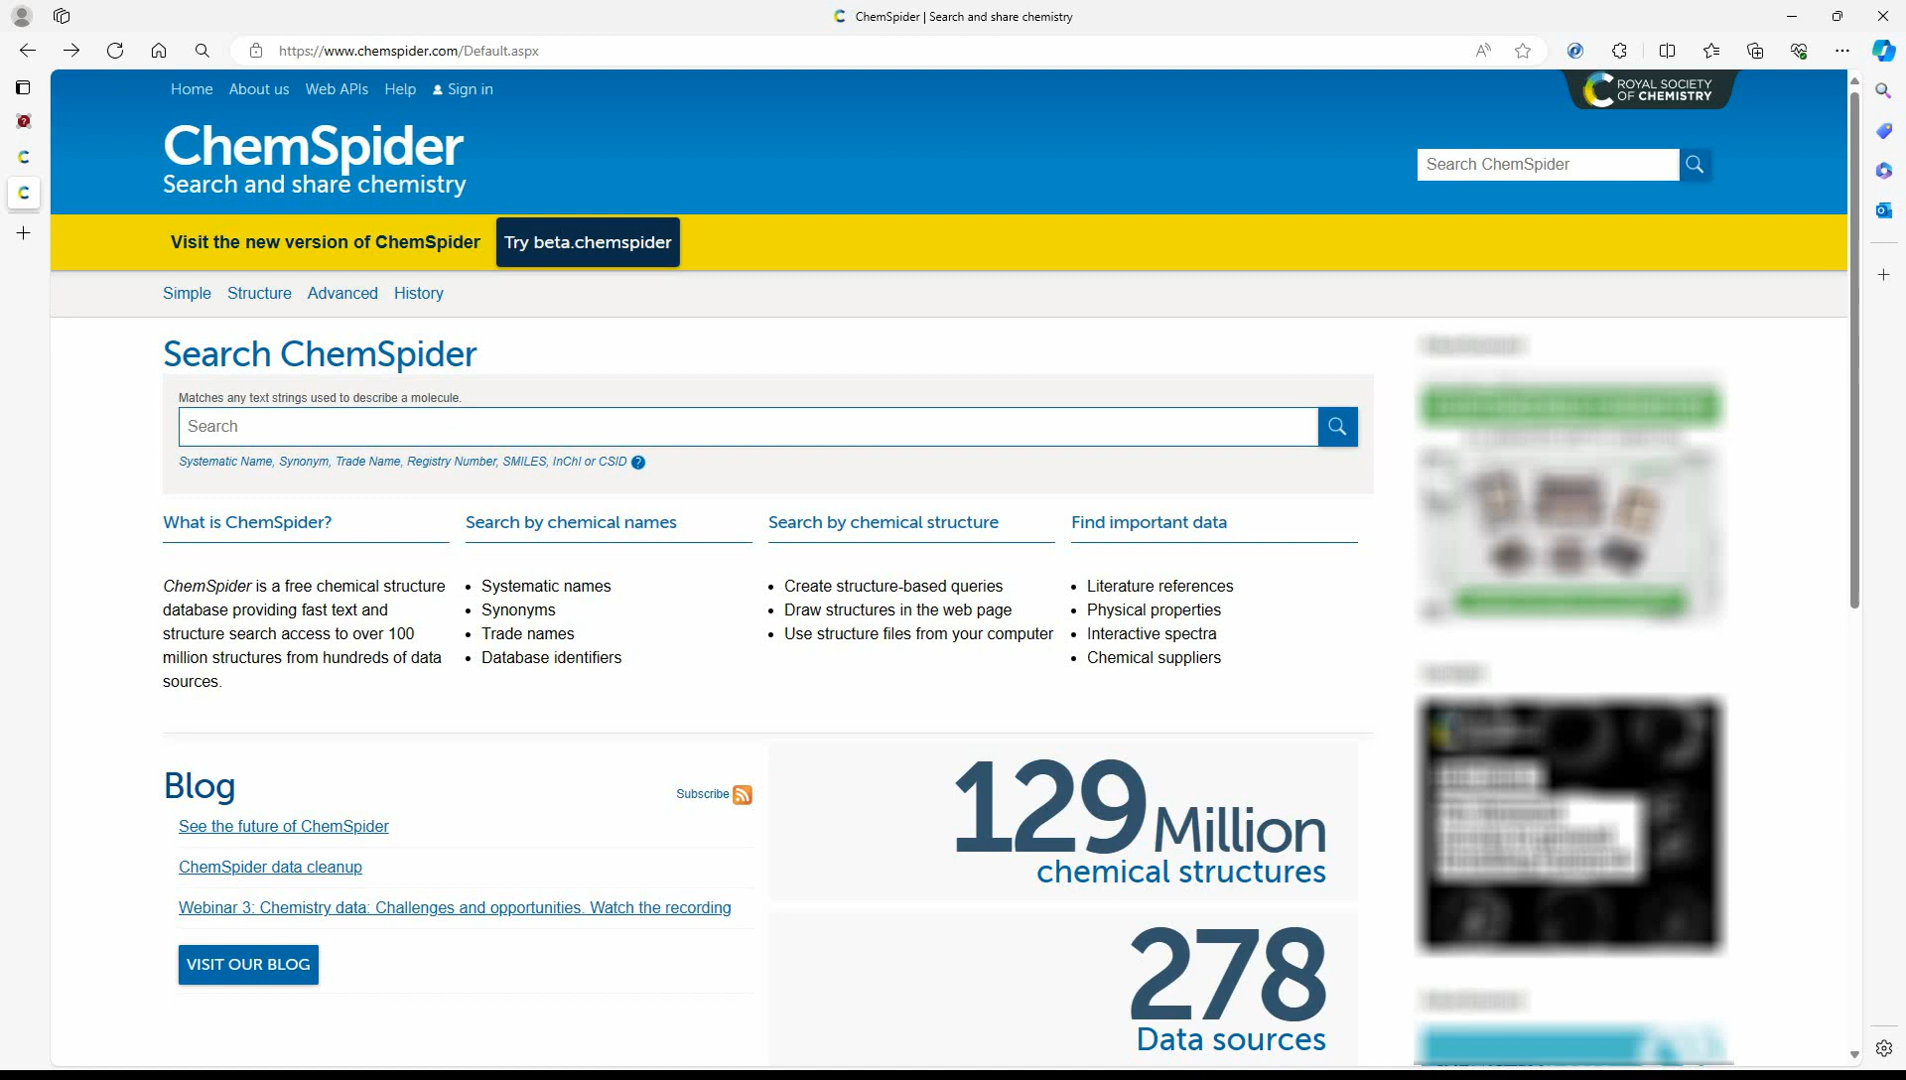 ChemSpider | Search and share chemistry
https://www.chemspider.com/Default.aspx
Home About us Web APIs Help Sign in
ROYAL SOCIETY
OF CHEMISTRY
ChemSpider
Search and share chemistry
Search ChemSpider
Visit the new version of ChemSpider Try beta.chemspider
Simple Structure Advanced History
Search ChemSpider
Matches any text strings used to describe a molecule.
Search
Systematic Name, Synonym, Trade Name, Registry Number, SMILES, InChI or CSID ?
What is ChemSpider?
ChemSpider is a free chemical structure
database providing fast text and
structure search access to over 100
million structures from hundreds of data
sources.
Search by chemical names
• Systematic names
• Synonyms
• Trade names
• Database identifiers
Search by chemical structure
• Create structure-based queries
• Draw structures in the web page
• Use structure files from your computer
Find important data
• Literature references
• Physical properties
• Interactive spectra
• Chemical suppliers
Blog
Subscribe
See the future of ChemSpider
ChemSpider data cleanup
Webinar 3: Chemistry data: Challenges and opportunities. Watch the recording
VISIT OUR BLOG
129 Million
chemical structures
278
Data sources